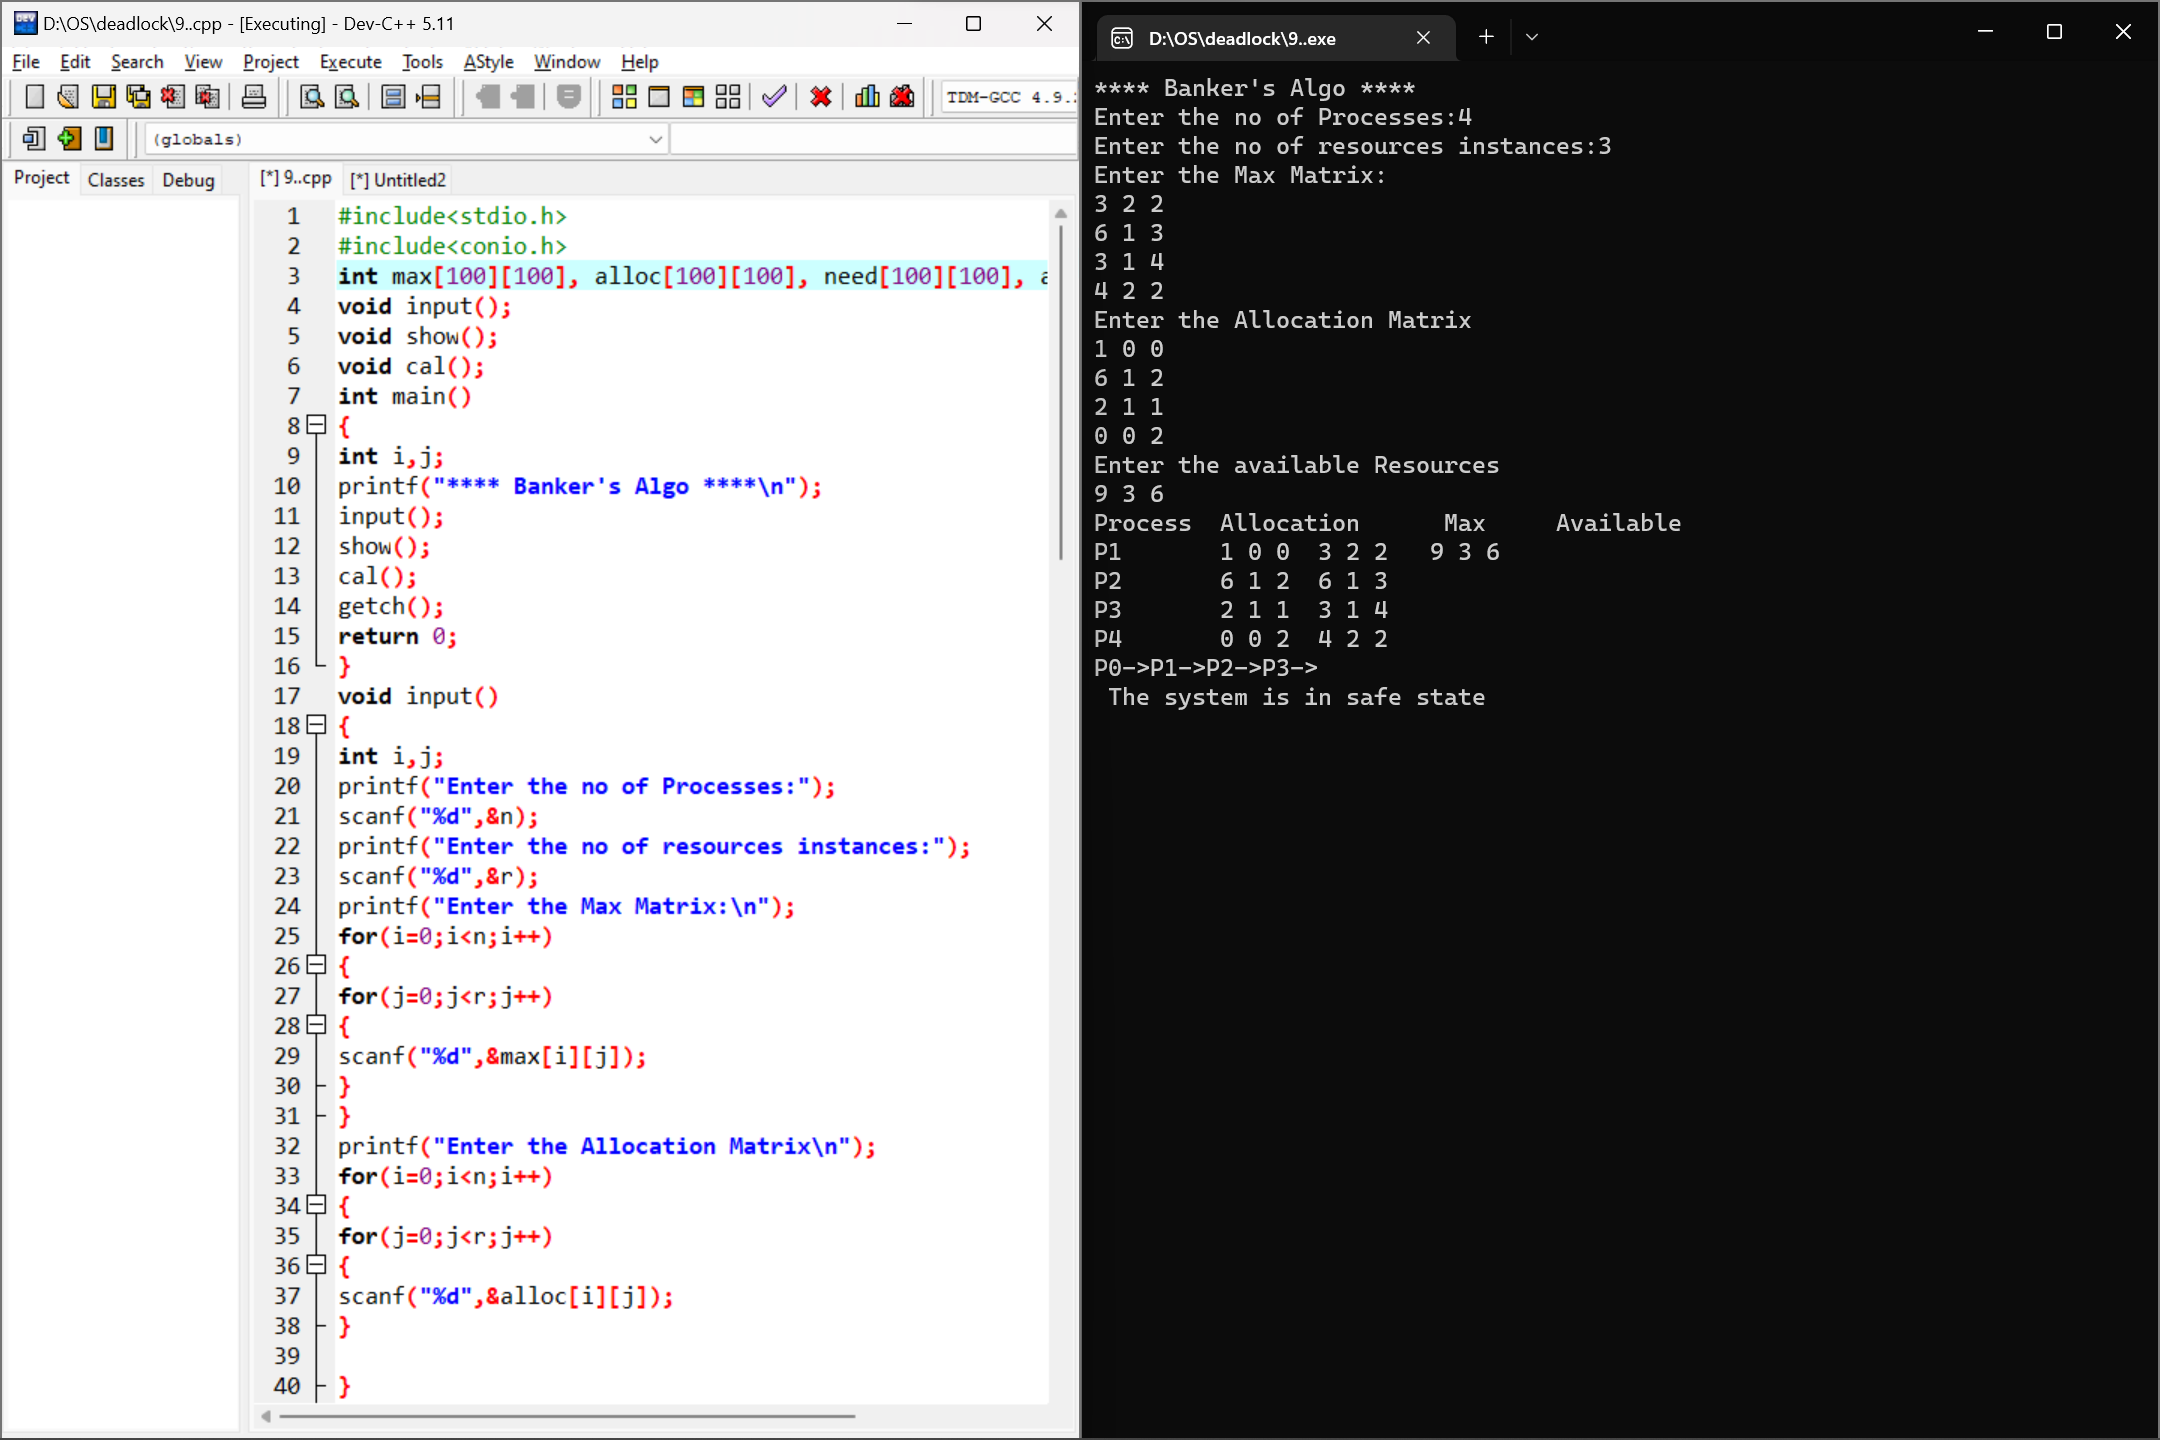 D:\OS\deadlock\9..cpp - [Executing] - Dev-C++ 5.11
File Edit Search View Project Execute Tools AStyle Window Help
TDM-GCC 4.9.
(globals)
Project Classes Debug
[*] 9..cpp [*] Untitled2
1 #include<stdio.h>
2 #include<conio.h>
3 int max[100][100], alloc[100][100], need[100][100], a
4 void input();
5 void show();
6 void cal();
7 int main()
8 {
9 int i,j;
10 printf("**** Banker's Algo ****\n");
11 input();
12 show();
13 cal();
14 getch();
15 return 0;
16 }
17 void input()
18 {
19 int i,j;
20 printf("Enter the no of Processes:");
21 scanf("%d",&n);
22 printf("Enter the no of resources instances:");
23 scanf("%d",&r);
24 printf("Enter the Max Matrix:\n");
25 for(i=0;i<n;i++)
26 {
27 for(j=0;j<r;j++)
28 {
29 scanf("%d",&max[i][j]);
30 }
31 }
32 printf("Enter the Allocation Matrix\n");
33 for(i=0;i<n;i++)
34 {
35 for(j=0;j<r;j++)
36 {
37 scanf("%d",&alloc[i][j]);
38 }
39
40 }
D:\OS\deadlock\9..exe
**** Banker's Algo ****
Enter the no of Processes:4
Enter the no of resources instances:3
Enter the Max Matrix:
3 2 2
6 1 3
3 1 4
4 2 2
Enter the Allocation Matrix
1 0 0
6 1 2
2 1 1
0 0 2
Enter the available Resources
9 3 6
Process Allocation Max Available
P1 1 0 0 3 2 2 9 3 6
P2 6 1 2 6 1 3
P3 2 1 1 3 1 4
P4 0 0 2 4 2 2
P0->P1->P2->P3->
The system is in safe state